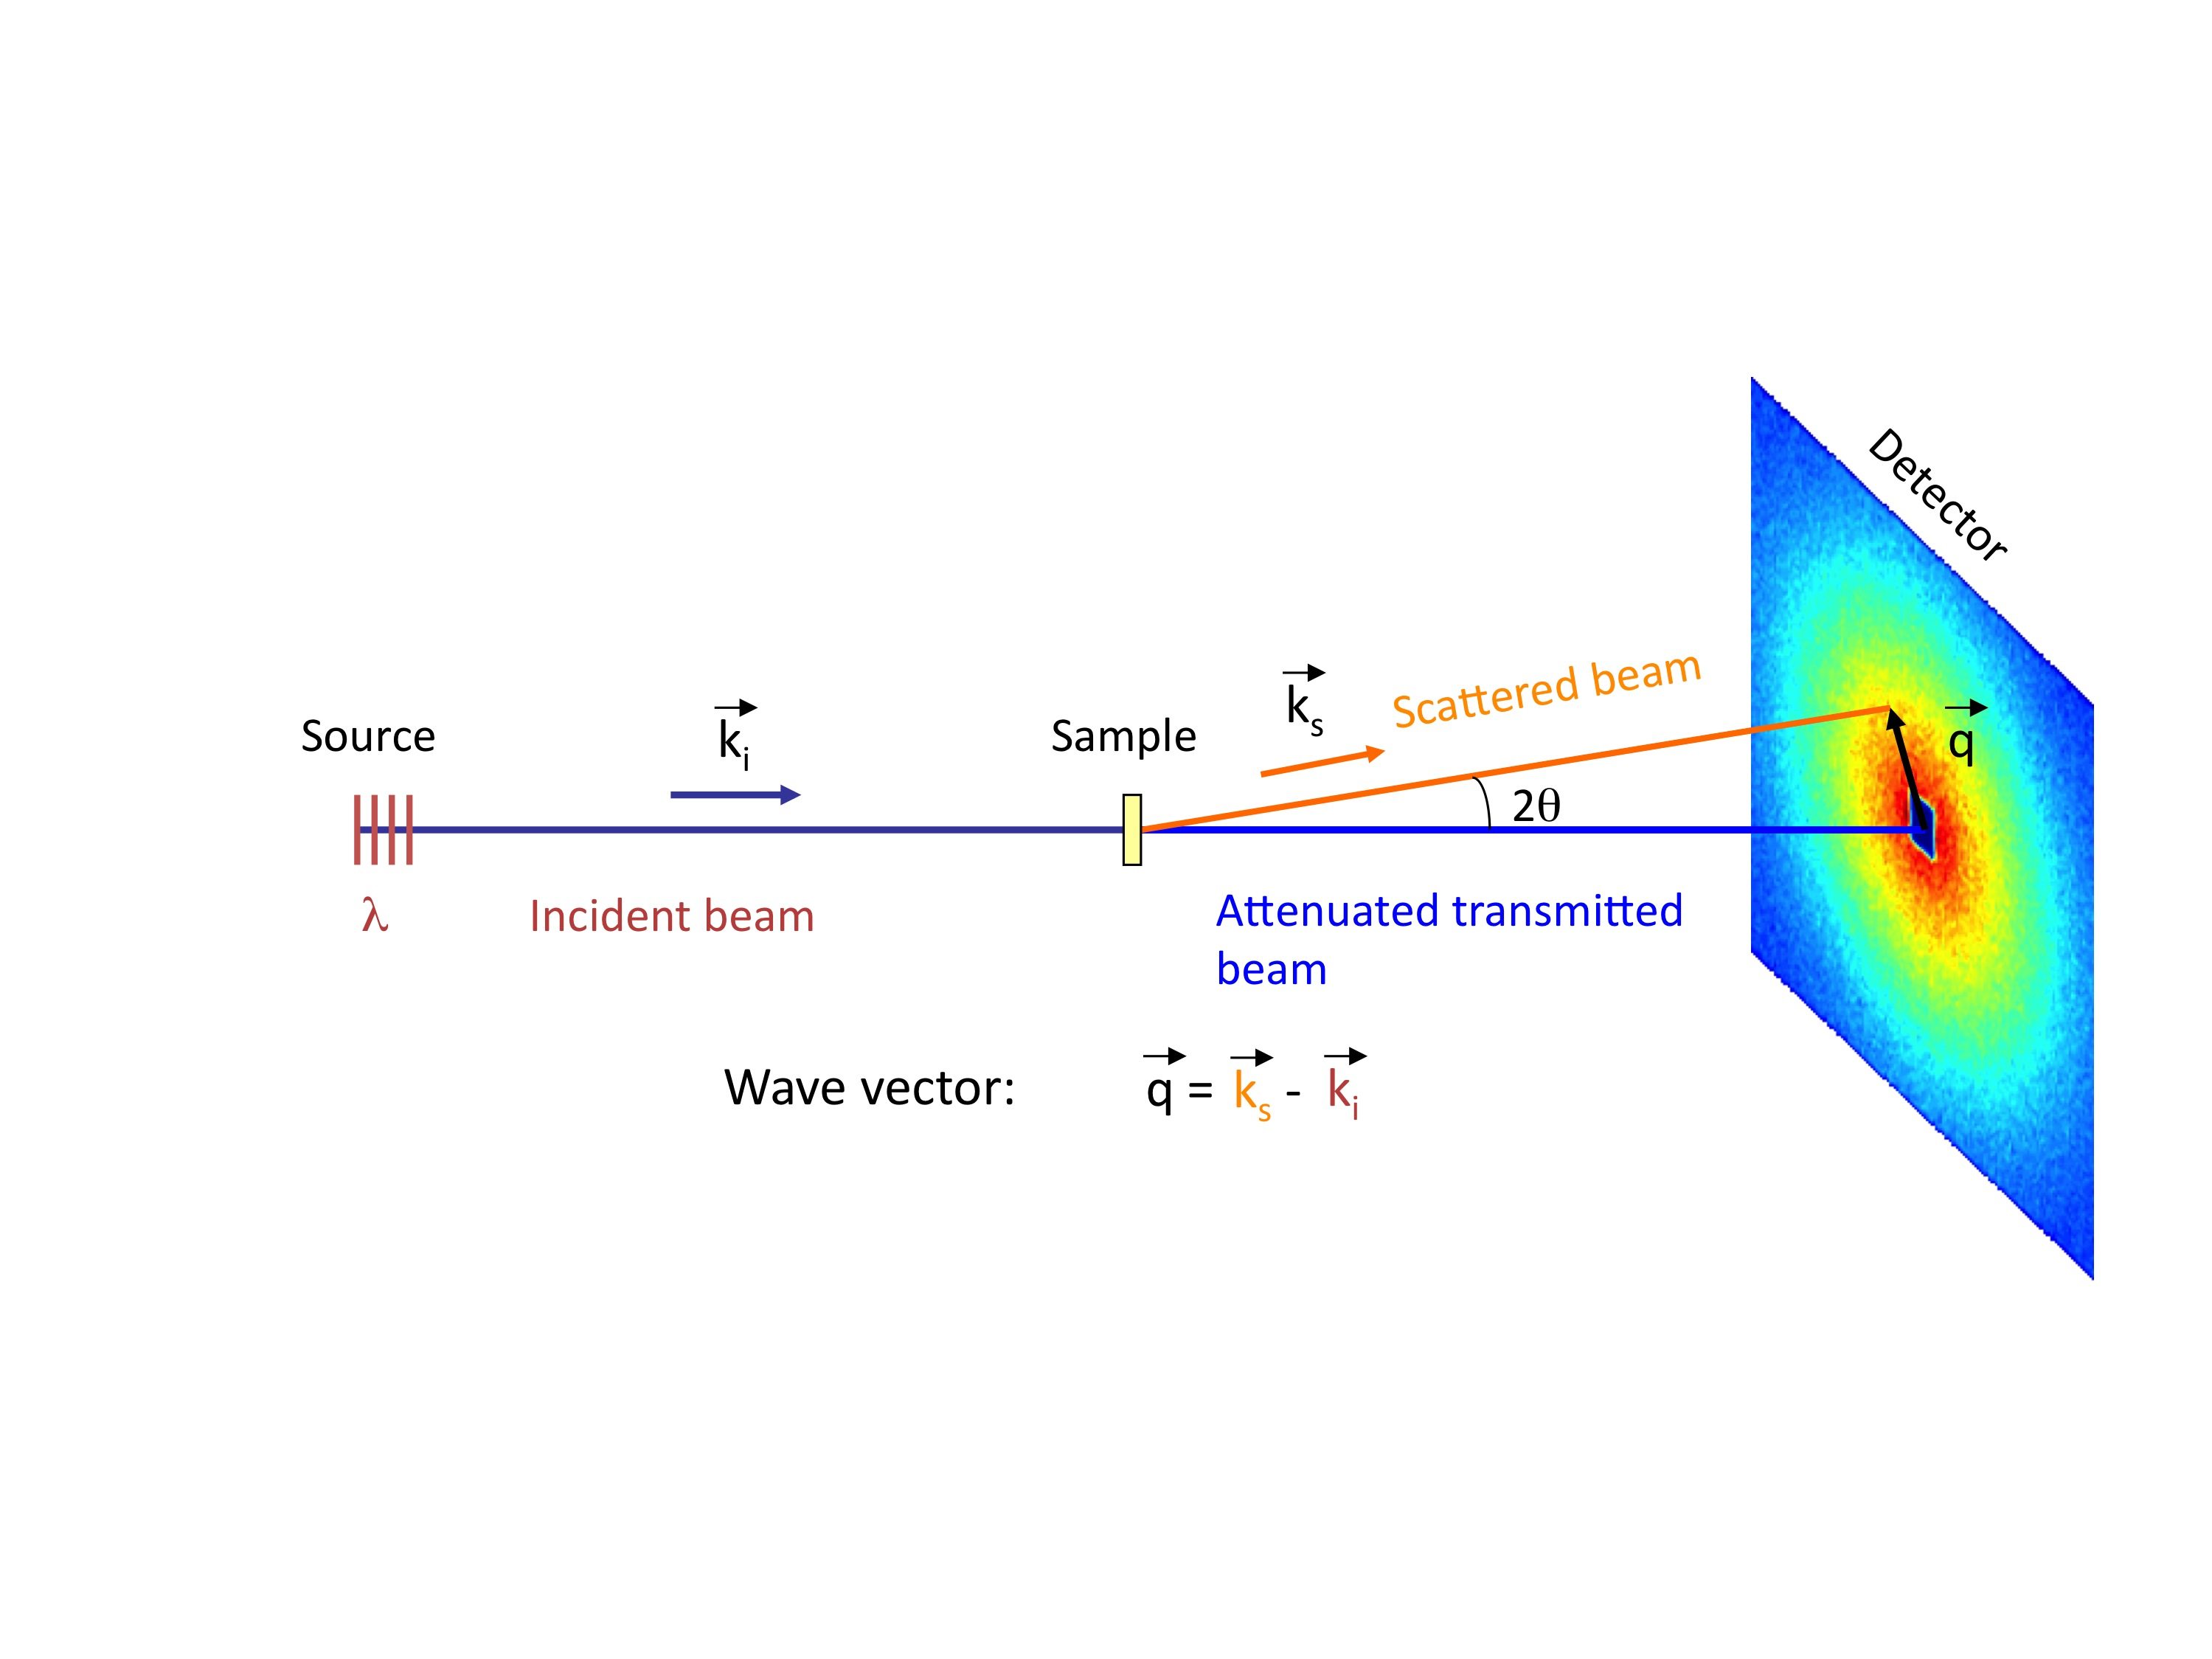 Detector
Scattered beam
k⃗s
q⃗
Source
k⃗i
Sample
2θ
λ
Incident beam
Attenuated transmitted
beam
Wave vector: q⃗ = k⃗s - k⃗i